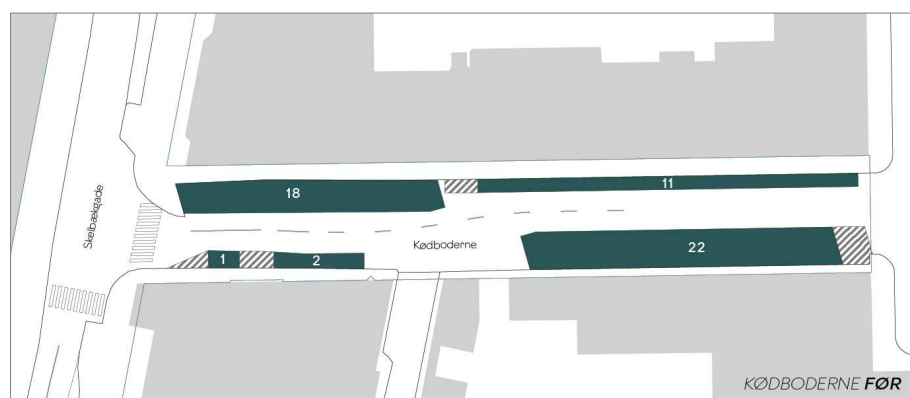 18
11
Skelbækgade
Kødboderne
22
1
2
KØDBODERNE FØR